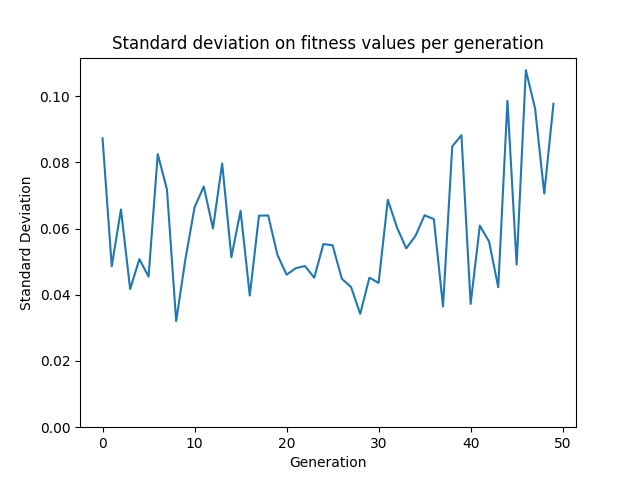 Standard deviation on fitness values per generation
0.10
0.08
0.06
0.04
0.02
0.00
Standard Deviation
0 10 20 30 40 50
Generation